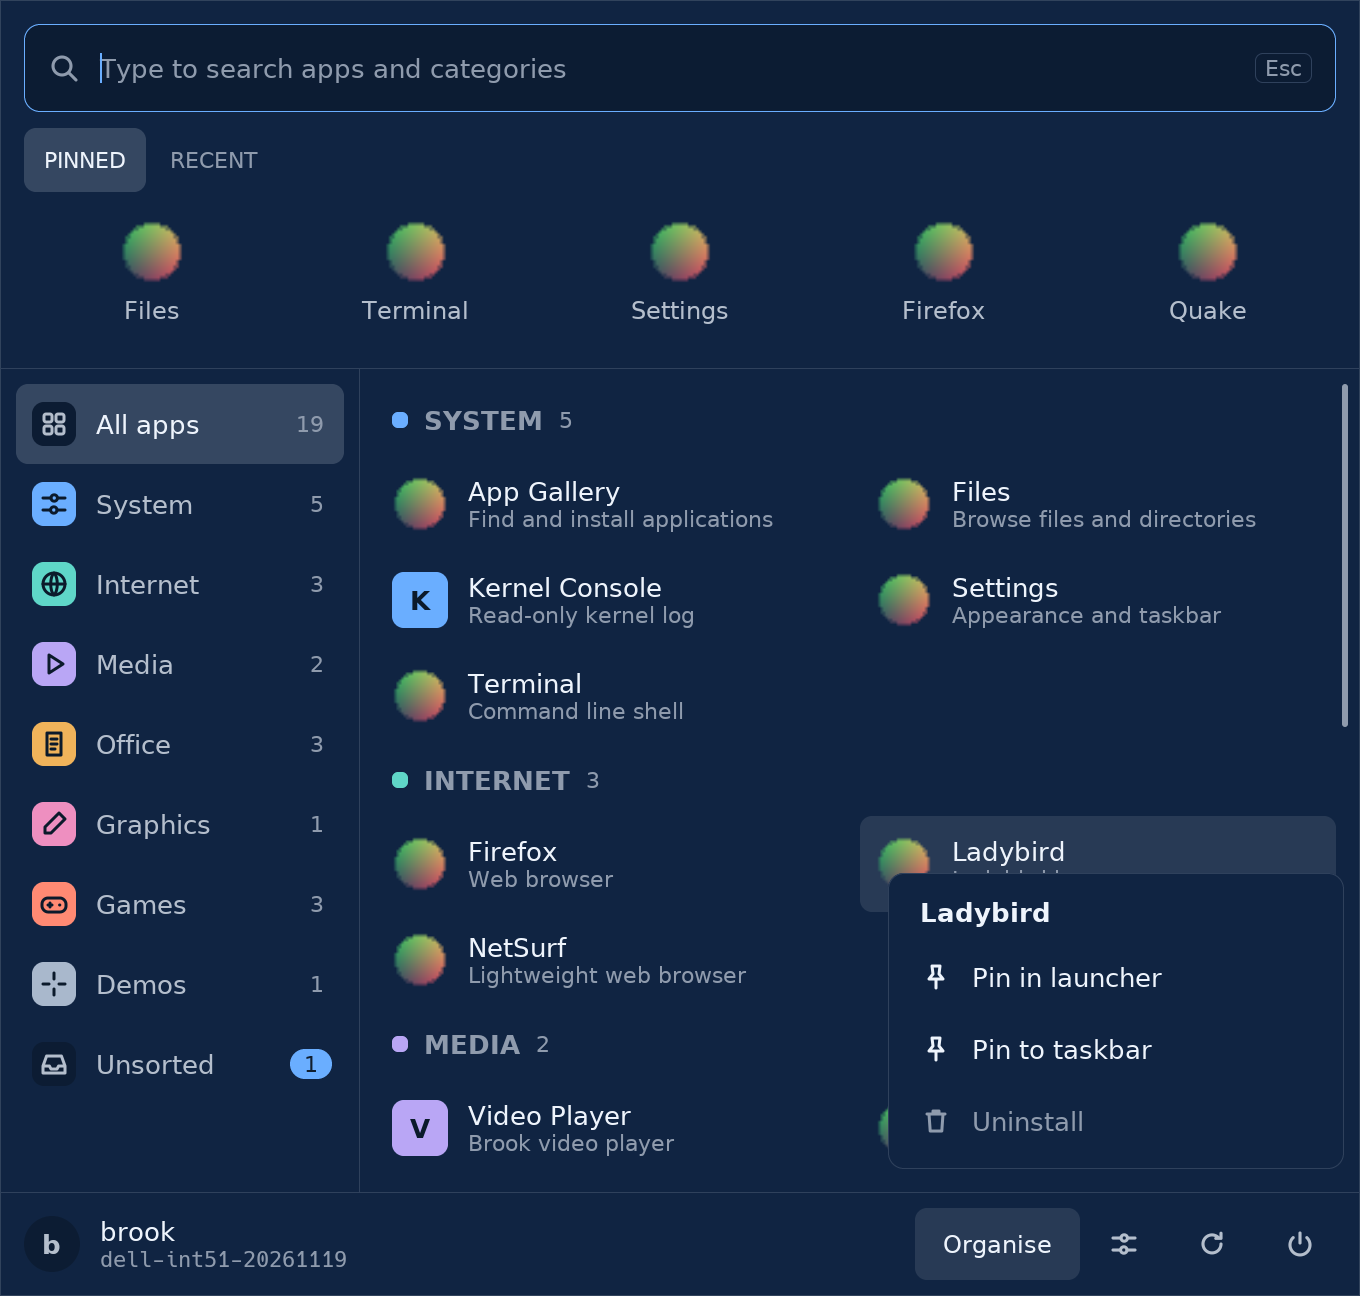 Type to search apps and categories
Esc
PINNED
RECENT
Files
Terminal
Settings
Firefox
Quake
All apps 19
System 5
Internet 3
Media 2
Office 3
Graphics 1
Games 3
Demos 1
Unsorted 1
SYSTEM 5
App Gallery
Find and install applications
Files
Browse files and directories
K
Kernel Console
Read-only kernel log
Settings
Appearance and taskbar
Terminal
Command line shell
INTERNET 3
Firefox
Web browser
Ladybird
NetSurf
Lightweight web browser
MEDIA 2
V
Video Player
Brook video player
Ladybird
Pin in launcher
Pin to taskbar
Uninstall
b
brook
dell-int51-20261119
Organise